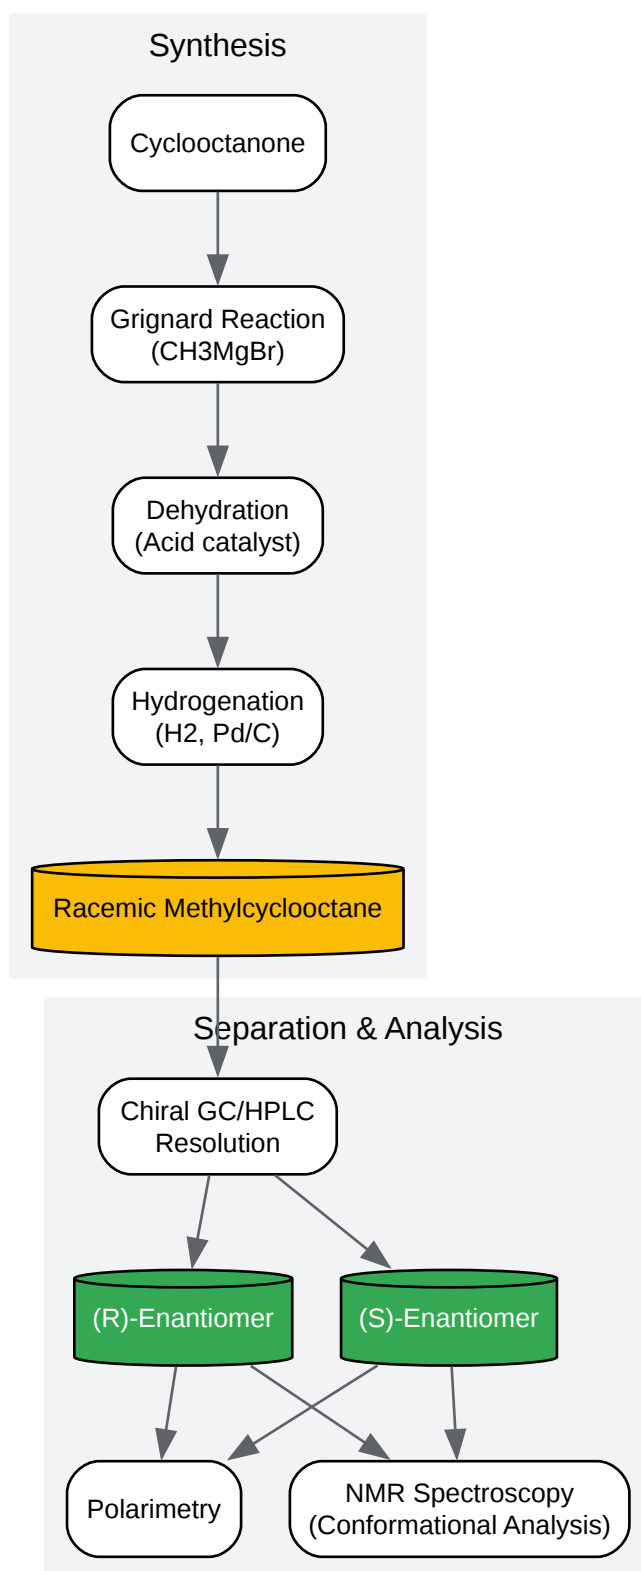 Synthesis
Cyclooctanone
Grignard Reaction
(CH3MgBr)
Dehydration
(Acid catalyst)
Hydrogenation
(H2, Pd/C)
Racemic Methylcyclooctane
Separation & Analysis
Chiral GC/HPLC
Resolution
(R)-Enantiomer
(S)-Enantiomer
Polarimetry
NMR Spectroscopy
(Conformational Analysis)